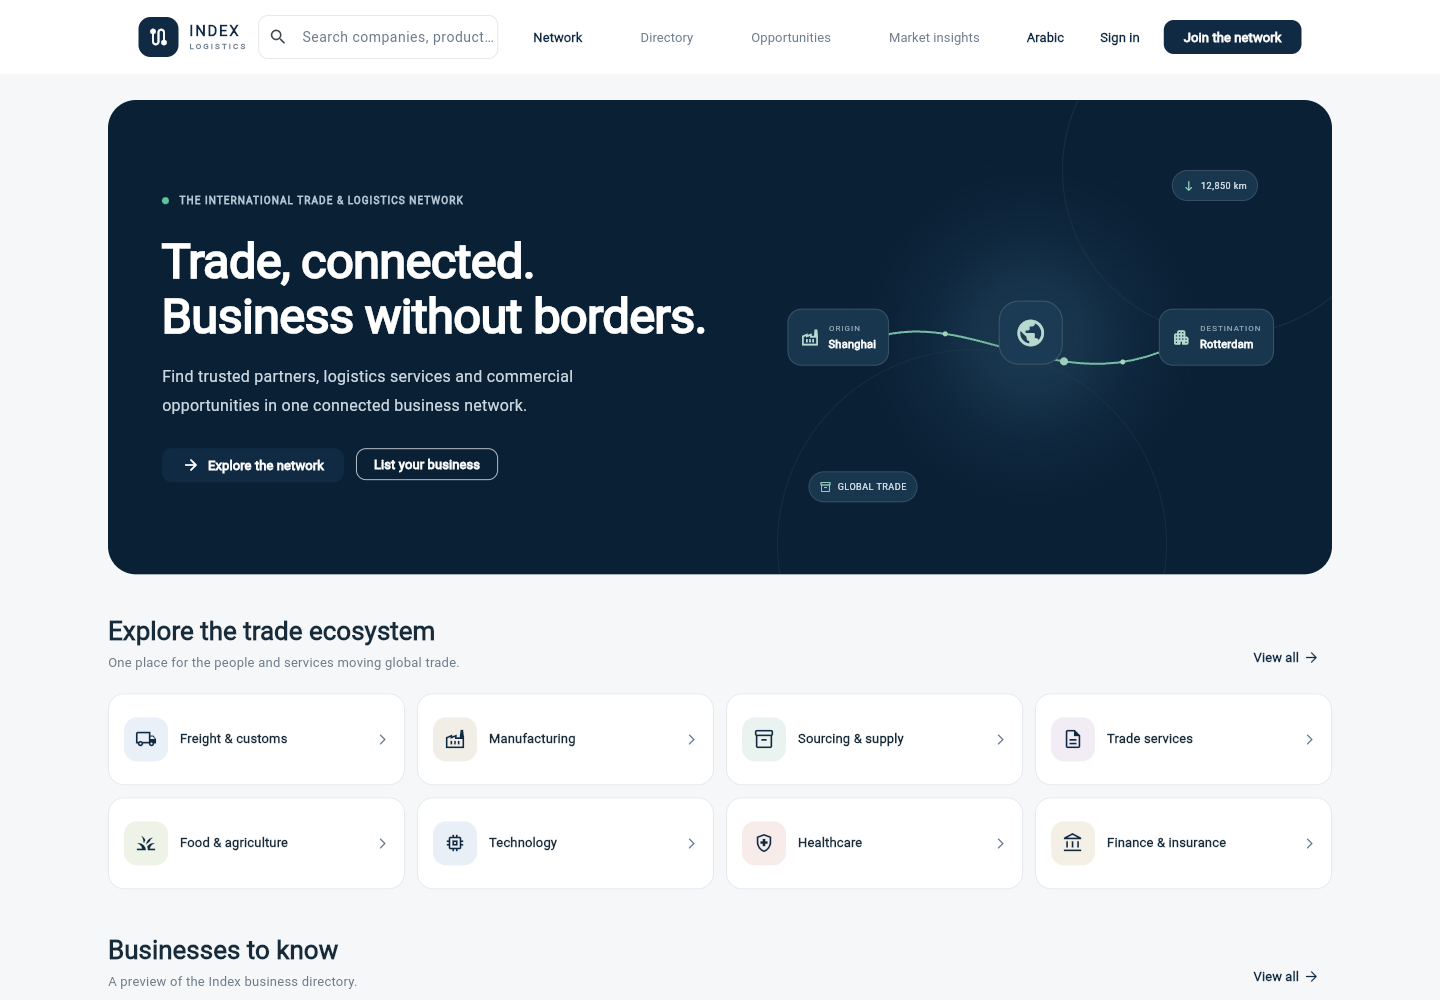 INDEX
LOGISTICS
Search companies, product…
Network
Directory
Opportunities
Market insights
Arabic
Sign in
Join the network
THE INTERNATIONAL TRADE & LOGISTICS NETWORK
Trade, connected.
Business without borders.
Find trusted partners, logistics services and commercial
opportunities in one connected business network.
Explore the network
List your business
12,850 km
ORIGIN
Shanghai
DESTINATION
Rotterdam
GLOBAL TRADE
Explore the trade ecosystem
One place for the people and services moving global trade.
View all
Freight & customs
Manufacturing
Sourcing & supply
Trade services
Food & agriculture
Technology
Healthcare
Finance & insurance
Businesses to know
A preview of the Index business directory.
View all